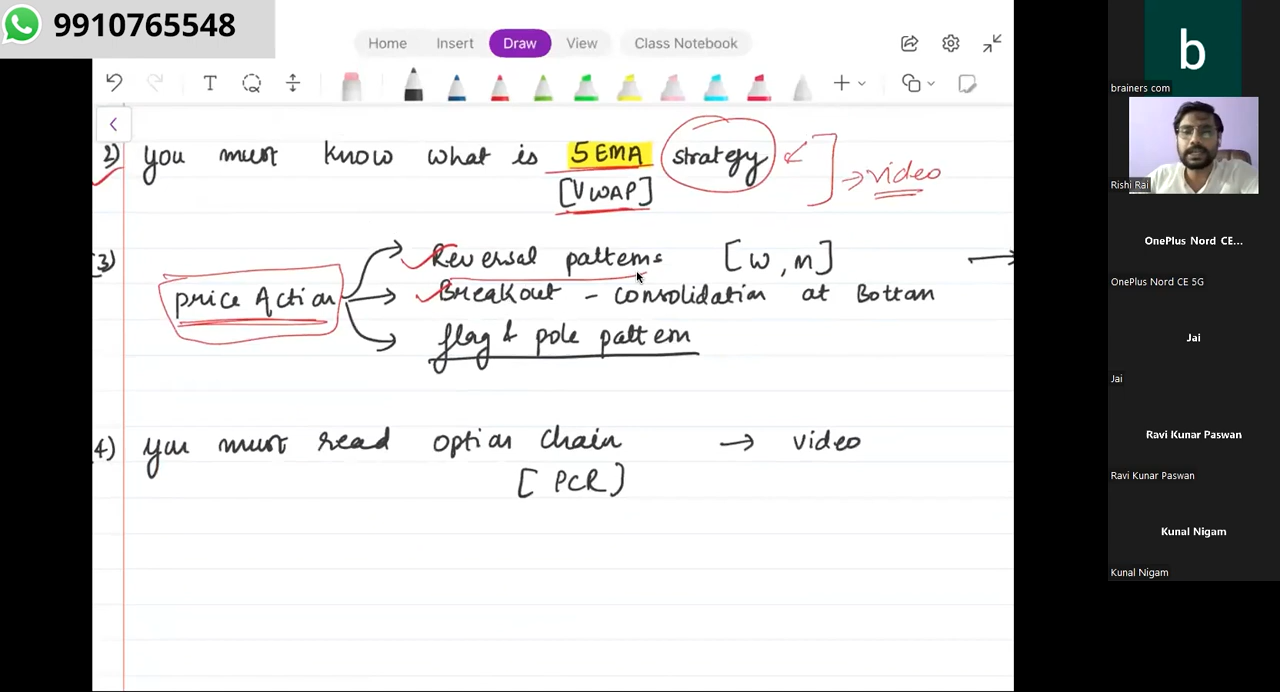 9910765548
Home Insert Draw View Class Notebook
2) you must know what is 5 EMA strategy → video
[VWAP]
(3) price Action
Reversal patterns [W, M] →
Breakout - consolidation at Bottom
flag & pole pattern
(4) you must read option chain → video
[PCR]
b
brainers com
Rishi Rai
OnePlus Nord CE...
OnePlus Nord CE 5G
Jai
Jai
Ravi Kunar Paswan
Ravi Kunar Paswan
Kunal Nigam
Kunal Nigam